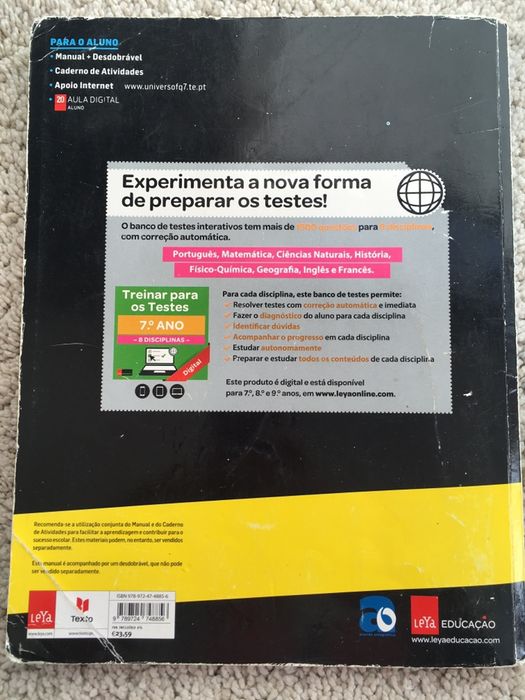 PARA O ALUNO
• Manual + Desdobrável
• Caderno de Atividades
• Apoio Internet www.universofq7.te.pt
• 20 AULA DIGITAL
ALUNO
Experimenta a nova forma
de preparar os testes!
O banco de testes interativos tem mais de 1500 questões para 8 disciplinas,
com correção automática.
Português, Matemática, Ciências Naturais, História,
Físico-Química, Geografia, Inglês e Francês.
Treinar para
os Testes
7.º ANO
– 8 DISCIPLINAS –
Digital
Para cada disciplina, este banco de testes permite:
✓ Resolver testes com correção automática e imediata
✓ Fazer o diagnóstico do aluno para cada disciplina
✓ Identificar dúvidas
✓ Acompanhar o progresso em cada disciplina
✓ Estudar autonomamente
✓ Preparar e estudar todos os conteúdos de cada disciplina
Este produto é digital e está disponível
para 7.º, 8.º e 9.º anos, em www.leyaonline.com.
Recomenda-se a utilização conjunta do Manual e do Caderno
de Atividades para facilitar a aprendizagem e contribuir para o
sucesso escolar. Estes materiais podem, no entanto, ser vendidos
separadamente.
Este manual é acompanhado por um desdobrável, que não pode
ser vendido separadamente.
LeYa
www.leya.com
Texto
ISBN 978-972-47-4885-6
9 789724 748856
€23,59
LeYa EDUCAÇÃO
www.leyaeducacao.com